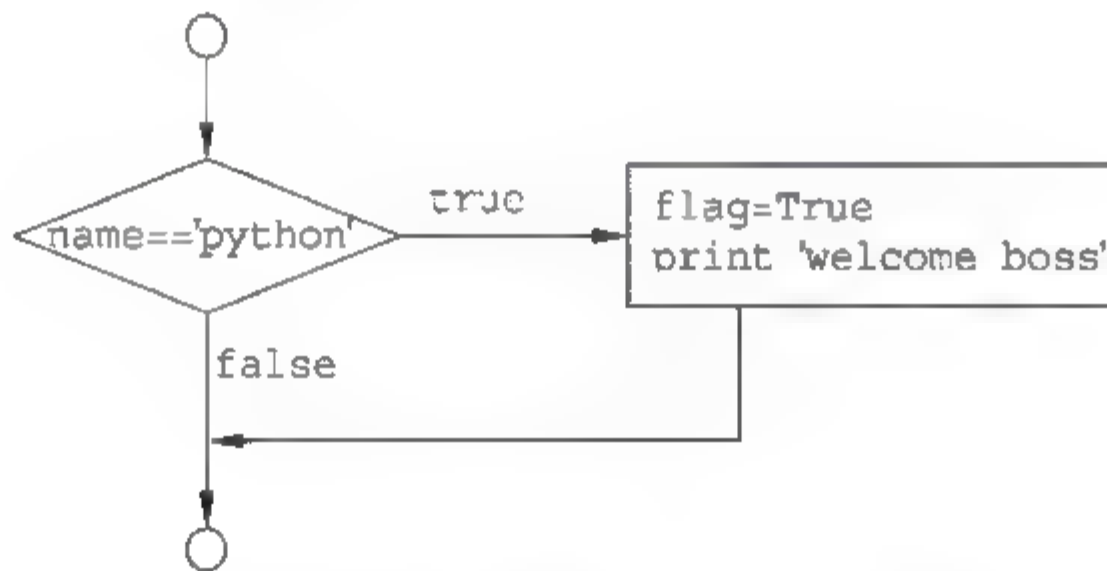 name=='python'
true
flag=True
print 'welcome boss'
false